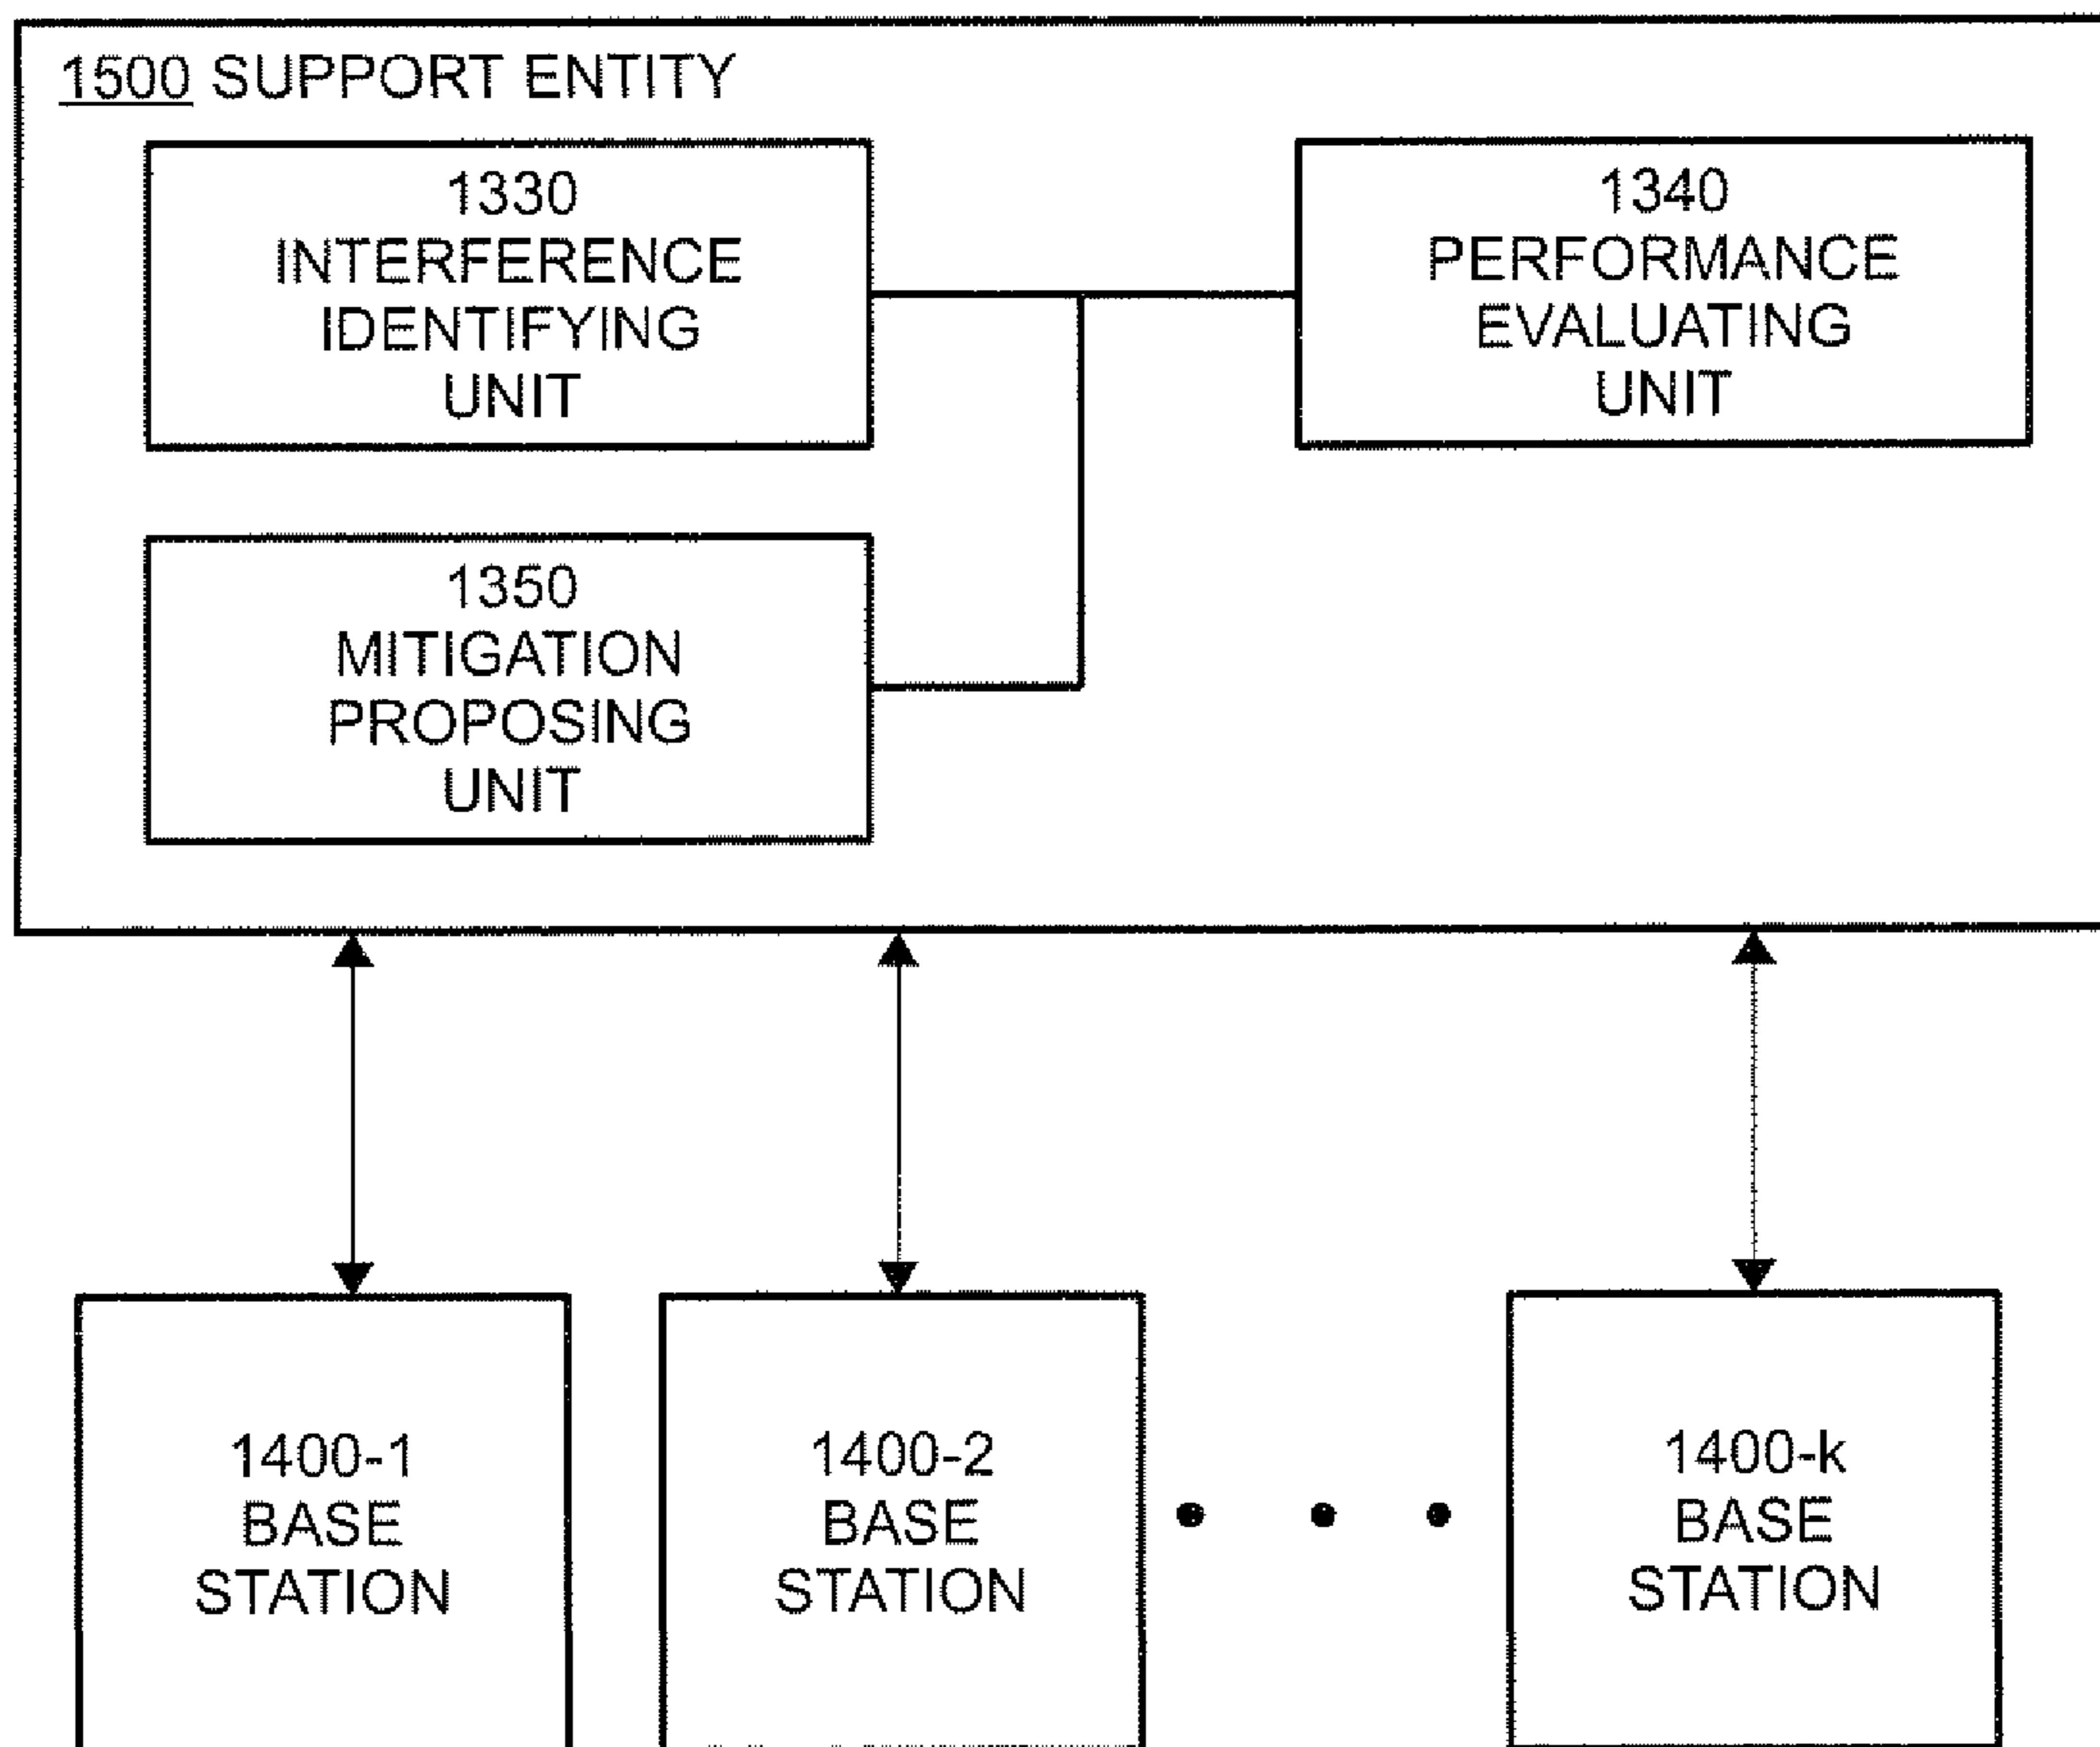 1500 SUPPORT ENTITY
1330
INTERFERENCE
IDENTIFYING
UNIT
1340
PERFORMANCE
EVALUATING
UNIT
1350
MITIGATION
PROPOSING
UNIT
1400-1
BASE
STATION
1400-2
BASE
STATION
1400-k
BASE
STATION